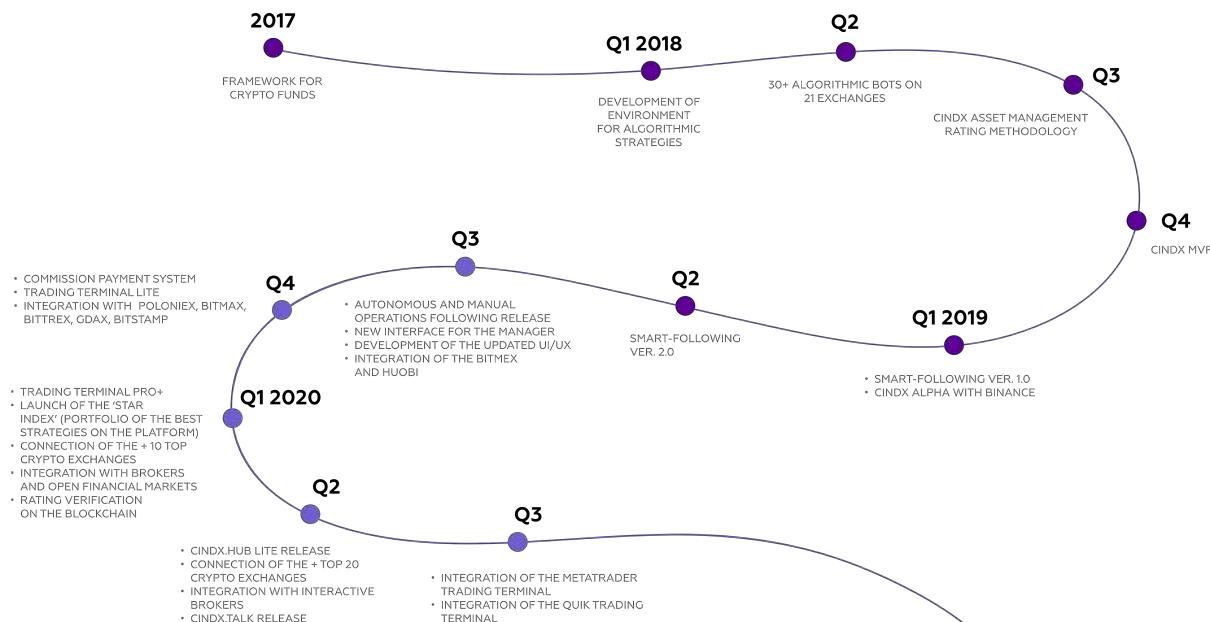 2017
FRAMEWORK FOR
CRYPTO FUNDS
Q1 2018
DEVELOPMENT OF
ENVIRONMENT
FOR ALGORITHMIC
STRATEGIES
Q2
30+ ALGORITHMIC BOTS ON
21 EXCHANGES
Q3
CINDX ASSET MANAGEMENT
RATING METHODOLOGY
Q4
CINDX
Q1 2019
• SMART-FOLLOWING VER. 1.0
• CINDX ALPHA WITH BINANCE
Q2
SMART-FOLLOWING
VER. 2.0
Q3
• AUTONOMOUS AND MANUAL
OPERATIONS FOLLOWING RELEASE
• NEW INTERFACE FOR THE MANAGER
• DEVELOPMENT OF THE UPDATED UI/UX
• INTEGRATION OF THE BITMEX
AND HUOBI
Q4
• COMMISSION PAYMENT SYSTEM
• TRADING TERMINAL LITE
• INTEGRATION WITH POLONIEX, BITMAX,
BITTREX, GDAX, BITSTAMP
Q1 2020
• TRADING TERMINAL PRO+
• LAUNCH OF THE ‘STAR
INDEX’ (PORTFOLIO OF THE BEST
STRATEGIES ON THE PLATFORM)
• CONNECTION OF THE + 10 TOP
CRYPTO EXCHANGES
• INTEGRATION WITH BROKERS
AND OPEN FINANCIAL MARKETS
• RATING VERIFICATION
ON THE BLOCKCHAIN
Q2
• CINDX.HUB LITE RELEASE
• CONNECTION OF THE + TOP 20
CRYPTO EXCHANGES
• INTEGRATION WITH INTERACTIVE
BROKERS
• CINDX.TALK RELEASE
Q3
• INTEGRATION OF THE METATRADER
TRADING TERMINAL
• INTEGRATION OF THE QUIK TRADING
TERMINAL